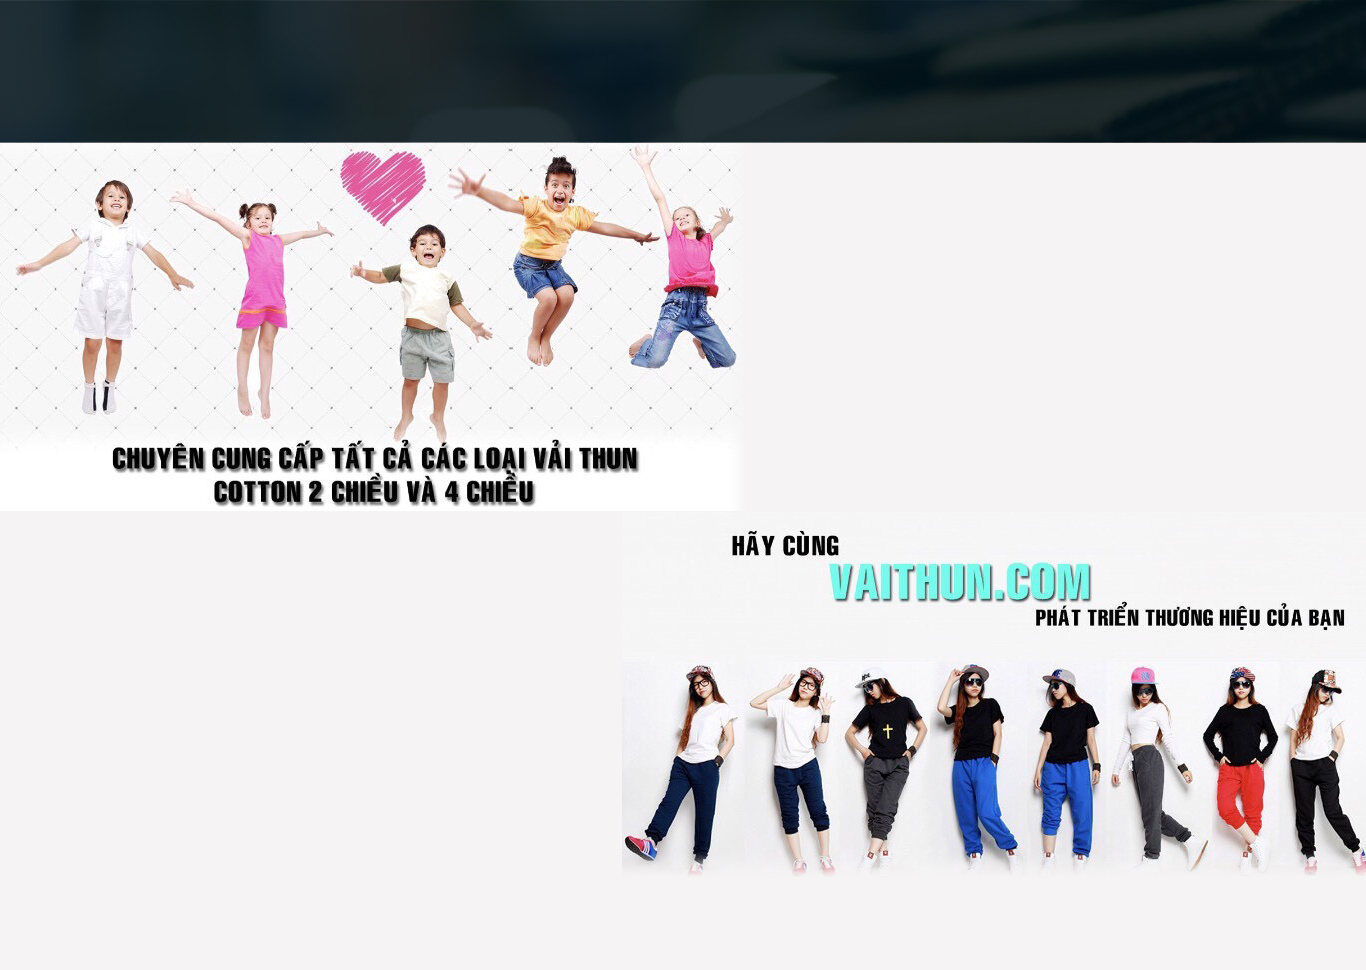 CHUYÊN CUNG CẤP TẤT CẢ CÁC LOẠI VẢI THUN
COTTON 2 CHIỀU VÀ 4 CHIỀU
HÃY CÙNG
VAITHUN.COM
PHÁT TRIỂN THƯƠNG HIỆU CỦA BẠN